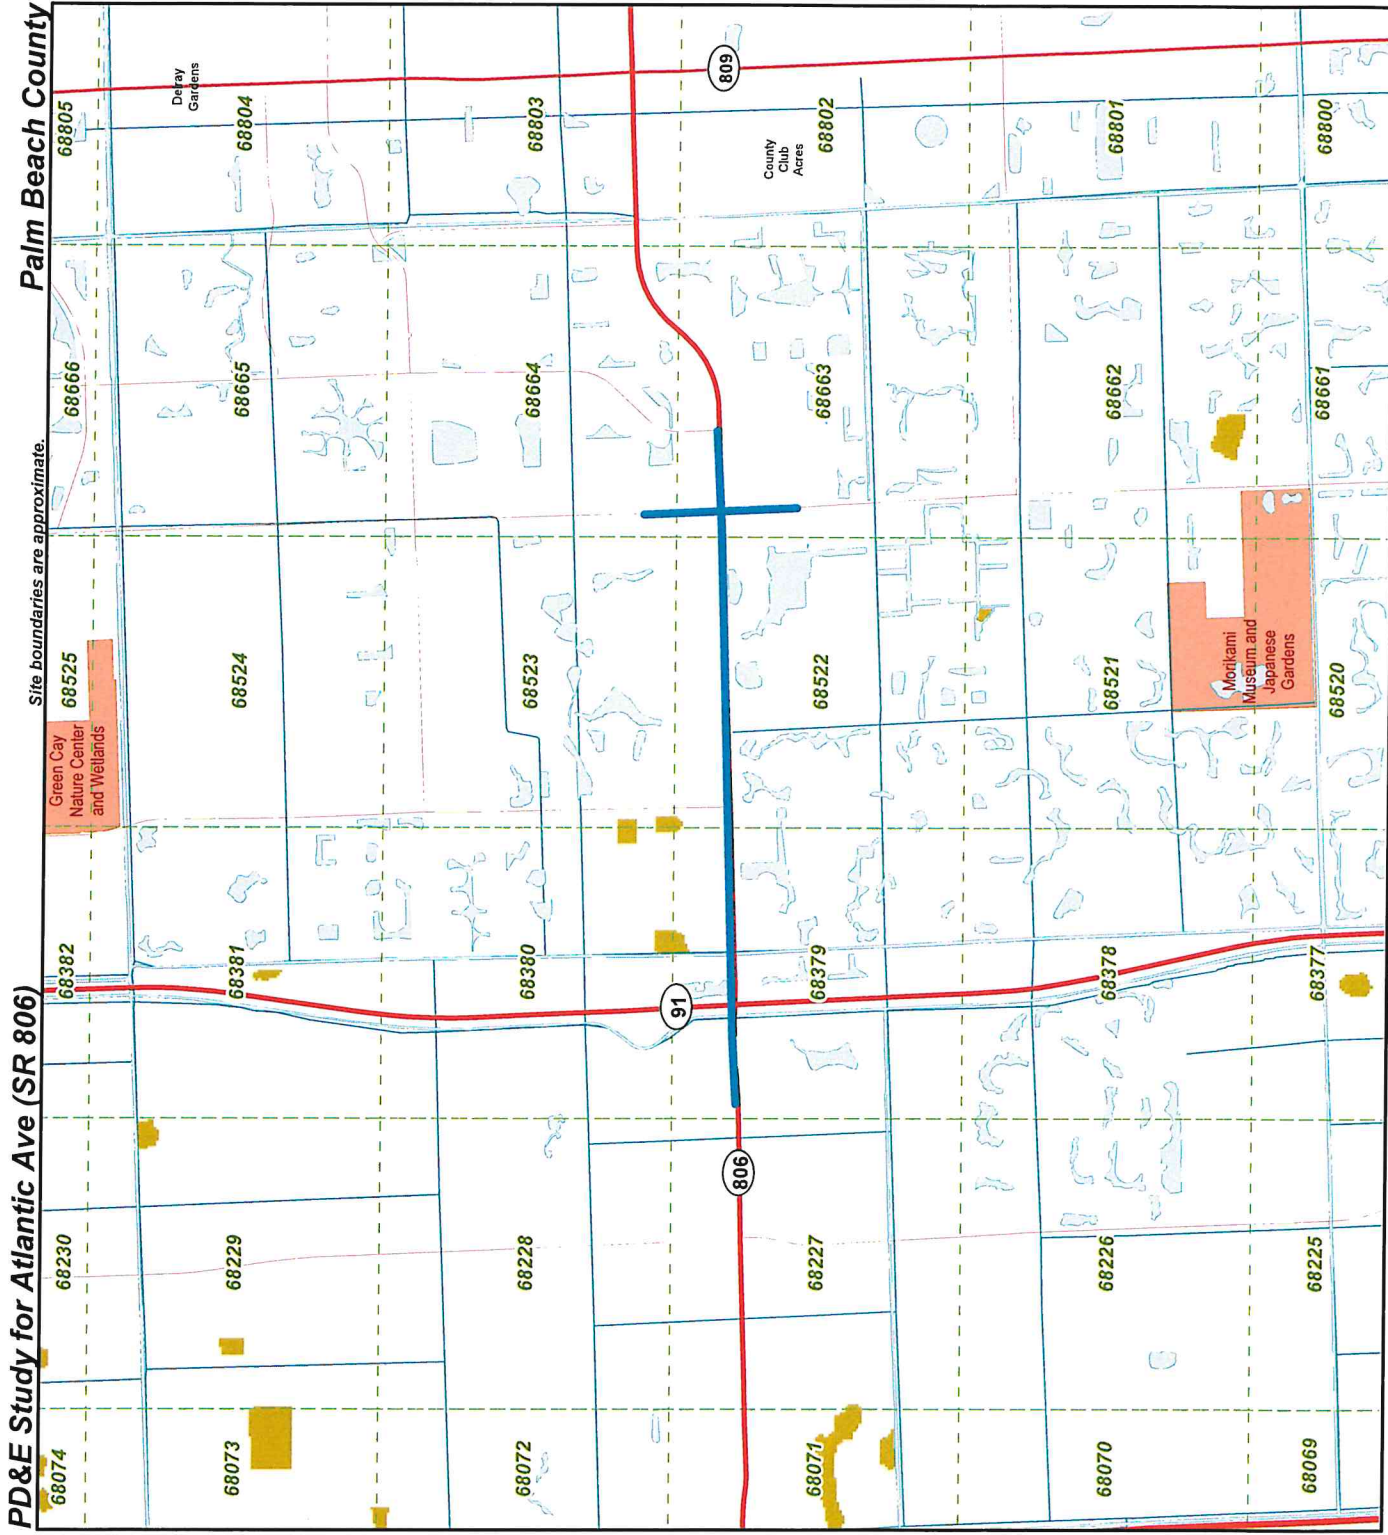 PD&E Study for Atlantic Ave (SR 806)
Site boundaries are approximate.
Palm Beach County
68074
68230
68382
68525
68666
68805
Green Cay
Nature Center
and Wetlands
Delray
Gardens
68073
68229
68381
68524
68665
68804
68072
68228
68380
68523
68664
68803
91
806
809
68071
68227
68379
68522
68663
68802
County
Club
Acres
68070
68226
68378
68521
68662
68801
Morikami
Museum and
Japanese
Gardens
68069
68225
68377
68520
68661
68800